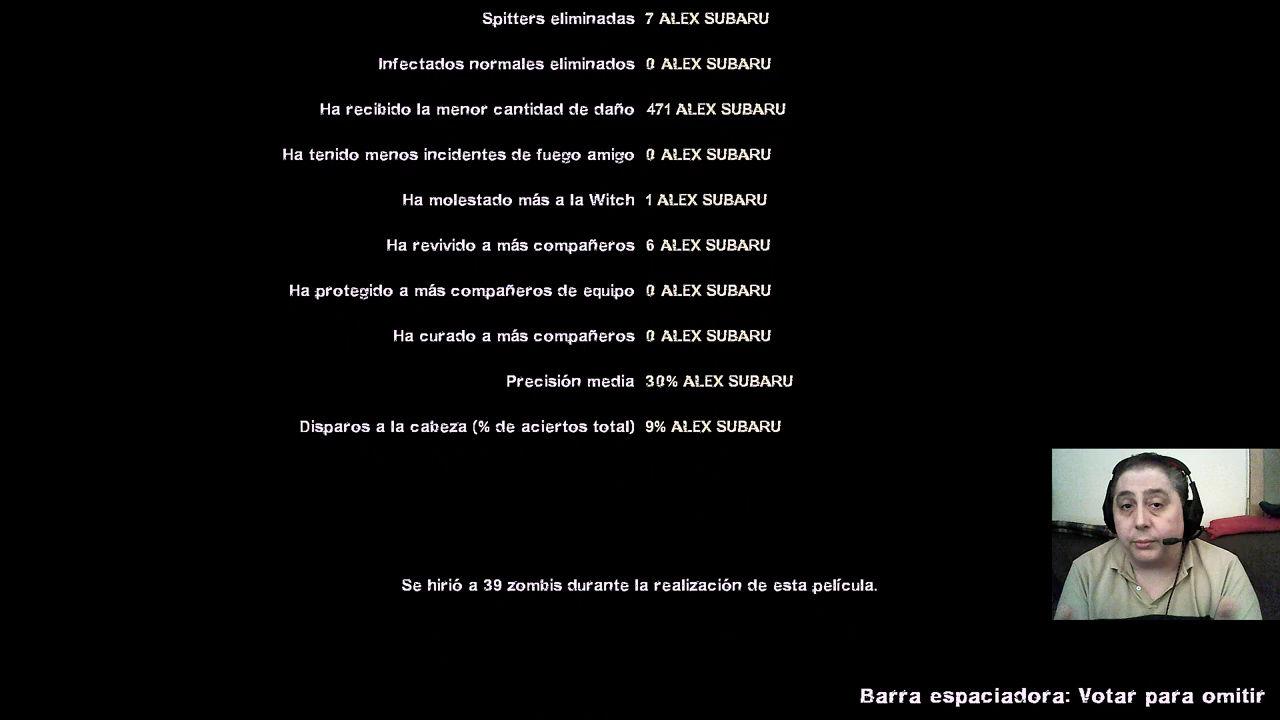 Spitters eliminadas 7 ALEX SUBARU
Infectados normales eliminados 0 ALEX SUBARU
Ha recibido la menor cantidad de daño 471 ALEX SUBARU
Ha tenido menos incidentes de fuego amigo 0 ALEX SUBARU
Ha molestado más a la Witch 1 ALEX SUBARU
Ha revivido a más compañeros 6 ALEX SUBARU
Ha protegido a más compañeros de equipo 0 ALEX SUBARU
Ha curado a más compañeros 0 ALEX SUBARU
Precisión media 30% ALEX SUBARU
Disparos a la cabeza (% de aciertos total) 9% ALEX SUBARU
Se hirió a 39 zombis durante la realización de esta película.
Barra espaciadora: Votar para omitir